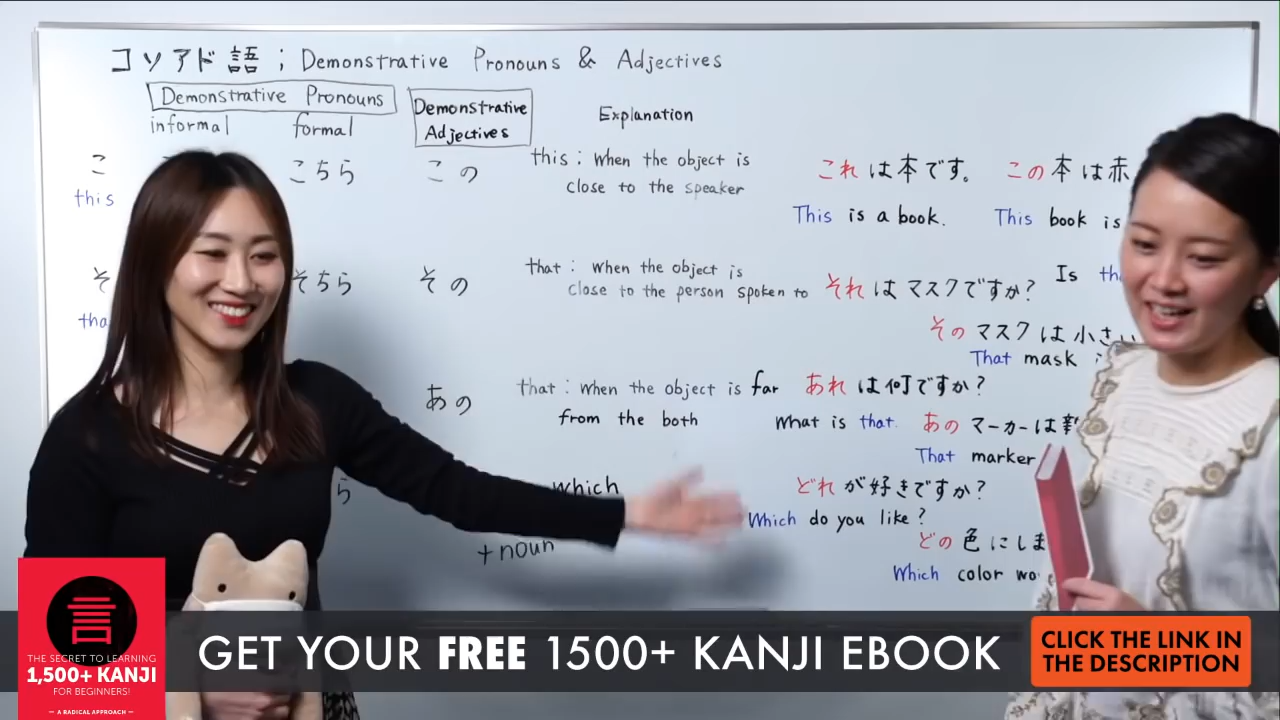 コソアド語 ; Demonstrative Pronouns & Adjectives
Demonstrative Pronouns
informal formal
Demonstrative
Adjectives
Explanation
こ こちら この
this
this : When the object is
close to the speaker
これは本です。 この本は赤
This is a book. This book is
そ そちら その
tha
that : When the object is
close to the person spoken to
それはマスクですか?
Is th
そのマスクは小さい
That mask
あの
that : When the object is far
from the both
あれは何ですか?
What is that.
あのマーカーは
That marker
ら
which
+ noun
どれが好きですか?
Which do you like ?
どの色にしま
Which color wo
言
THE SECRET TO LEARNING
1,500+ KANJI
FOR BEGINNERS!
— A RADICAL APPROACH —
GET YOUR FREE 1500+ KANJI EBOOK
CLICK THE LINK IN
THE DESCRIPTION